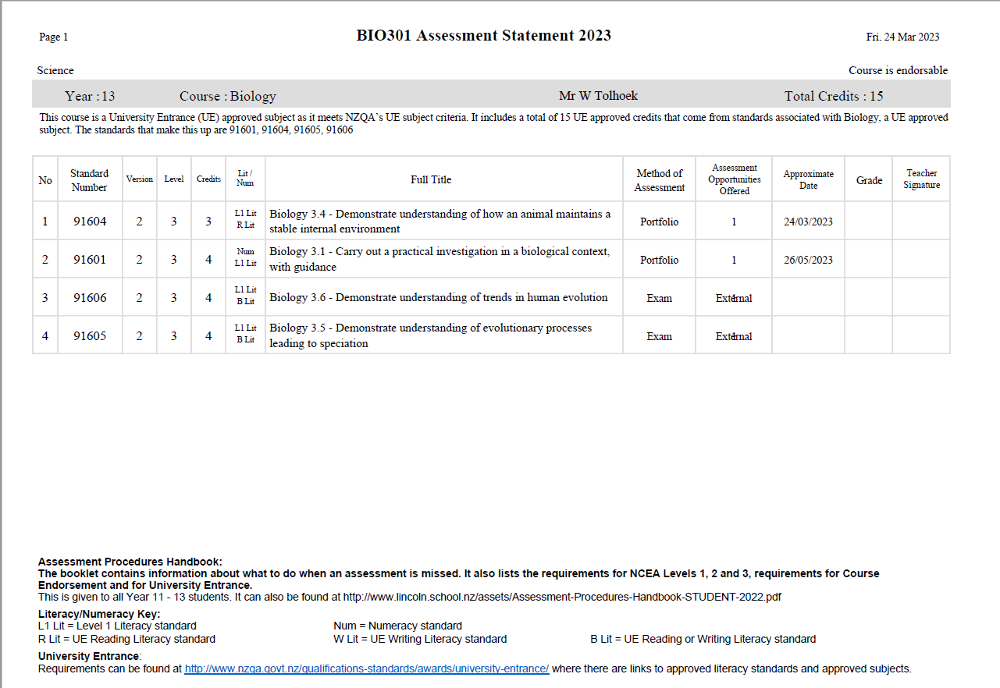 Page 1
BIO301 Assessment Statement 2023
Fri. 24 Mar 2023
Science
Course is endorsable
Year : 13 Course : Biology Mr W Tolhoek Total Credits : 15
This course is a University Entrance (UE) approved subject as it meets NZQA`s UE subject criteria. It includes a total of 15 UE approved credits that come from standards associated with Biology, a UE approved
subject. The standards that make this up are 91601, 91604, 91605, 91606
No Standard Number Version Level Credits Lit / Num Full Title Method of Assessment Assessment Opportunities Offered Approximate Date Grade Teacher Signature
1 91604 2 3 3 L1 Lit R Lit Biology 3.4 - Demonstrate understanding of how an animal maintains a stable internal environment Portfolio 1 24/03/2023
2 91601 2 3 4 Num L1 Lit Biology 3.1 - Carry out a practical investigation in a biological context, with guidance Portfolio 1 26/05/2023
3 91606 2 3 4 L1 Lit B Lit Biology 3.6 - Demonstrate understanding of trends in human evolution Exam External
4 91605 2 3 4 L1 Lit B Lit Biology 3.5 - Demonstrate understanding of evolutionary processes leading to speciation Exam External
Assessment Procedures Handbook:
The booklet contains information about what to do when an assessment is missed. It also lists the requirements for NCEA Levels 1, 2 and 3, requirements for Course
Endorsement and for University Entrance.
This is given to all Year 11 - 13 students. It can also be found at http://www.lincoln.school.nz/assets/Assessment-Procedures-Handbook-STUDENT-2022.pdf
Literacy/Numeracy Key:
L1 Lit = Level 1 Literacy standard Num = Numeracy standard
R Lit = UE Reading Literacy standard W Lit = UE Writing Literacy standard B Lit = UE Reading or Writing Literacy standard
University Entrance:
Requirements can be found at http://www.nzqa.govt.nz/qualifications-standards/awards/university-entrance/ where there are links to approved literacy standards and approved subjects.